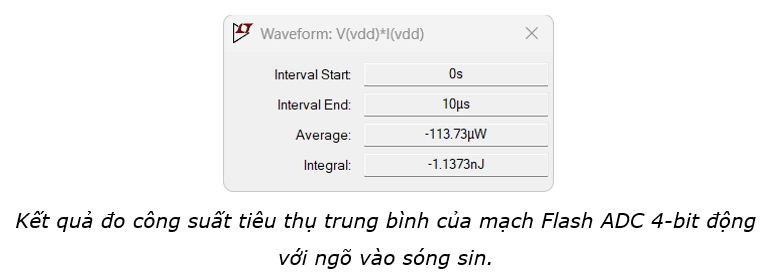 Waveform: V(vdd)*I(vdd)
Interval Start: 0s
Interval End: 10µs
Average: -113.73µW
Integral: -1.1373nJ
Kết quả đo công suất tiêu thụ trung bình của mạch Flash ADC 4-bit động
với ngõ vào sóng sin.